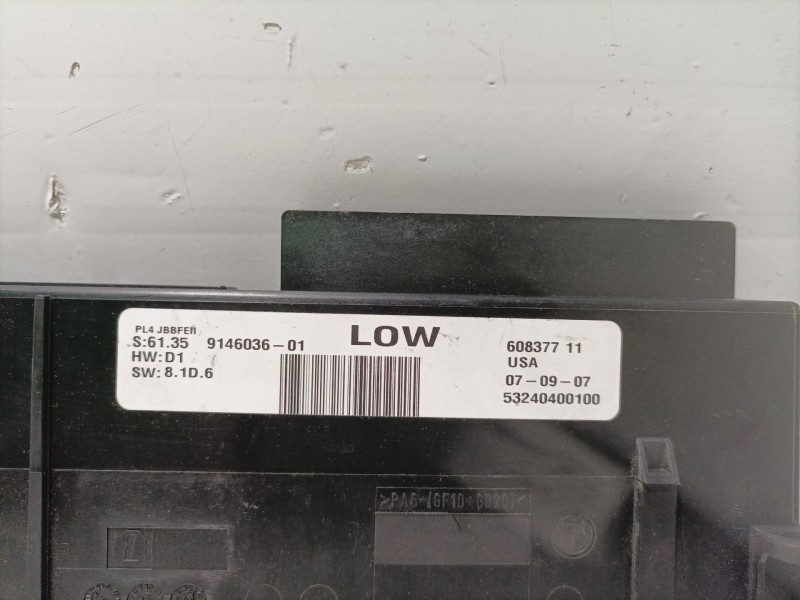 PL4 JBBFEII
S:61.35 9146036-01 LOW 608377 11
HW:D1 USA
SW: 8.1D.6 07-09-07
53240400100
>PA6-(GF10+GB20)<